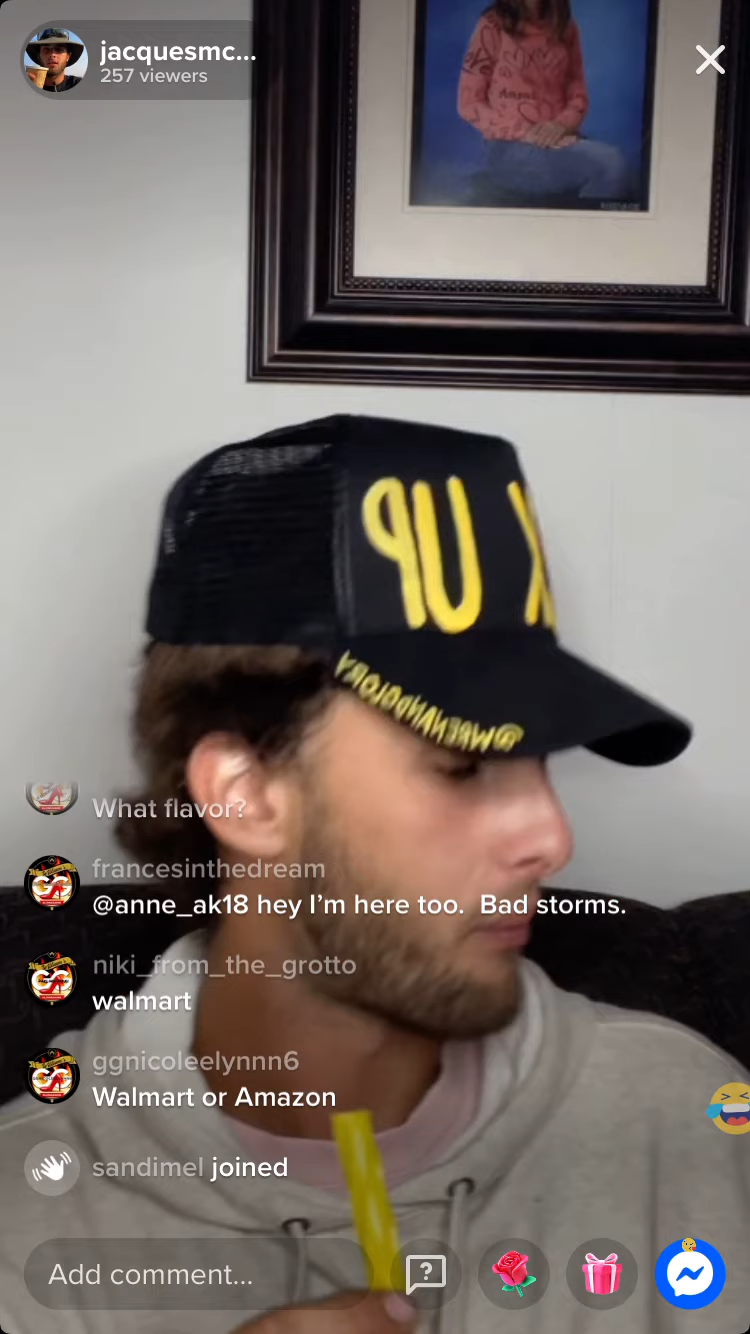 jacquesmc...
257 viewers
UP
@WRENANDGLORY
What flavor?
francesinthedream
@anne_ak18 hey I'm here too.  Bad storms.
niki_from_the_grotto
walmart
ggnicoleelynnn6
Walmart or Amazon
sandimel joined
Add comment...